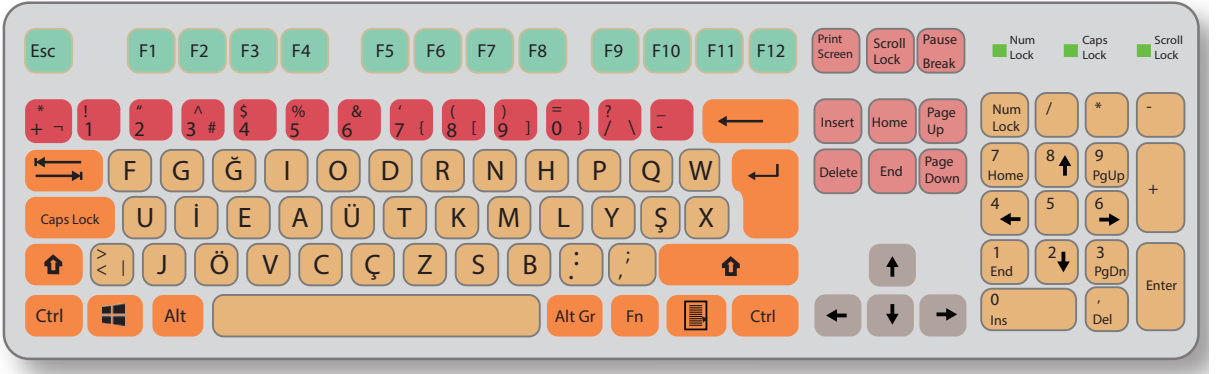 Esc F1 F2 F3 F4 F5 F6 F7 F8 F9 F10 F11 F12 Print Screen Scroll Lock Pause Break Num Lock Caps Lock Scroll Lock
* + ¬ ! 1 " 2 ^ 3 # $ 4 % 5 & 6 ' 7 { ( 8 [ ) 9 ] = 0 } ? / \ _ - Insert Home Page Up Num Lock / * -
F G Ğ I O D R N H P Q W Delete End Page Down 7 Home 8 9 PgUp +
Caps Lock U İ E A Ü T K M L Y Ş X 4 5 6
> < | J Ö V C Ç Z S B : . ; , 1 End 2 3 PgDn Enter
Ctrl Alt Alt Gr Fn Ctrl 0 Ins , Del